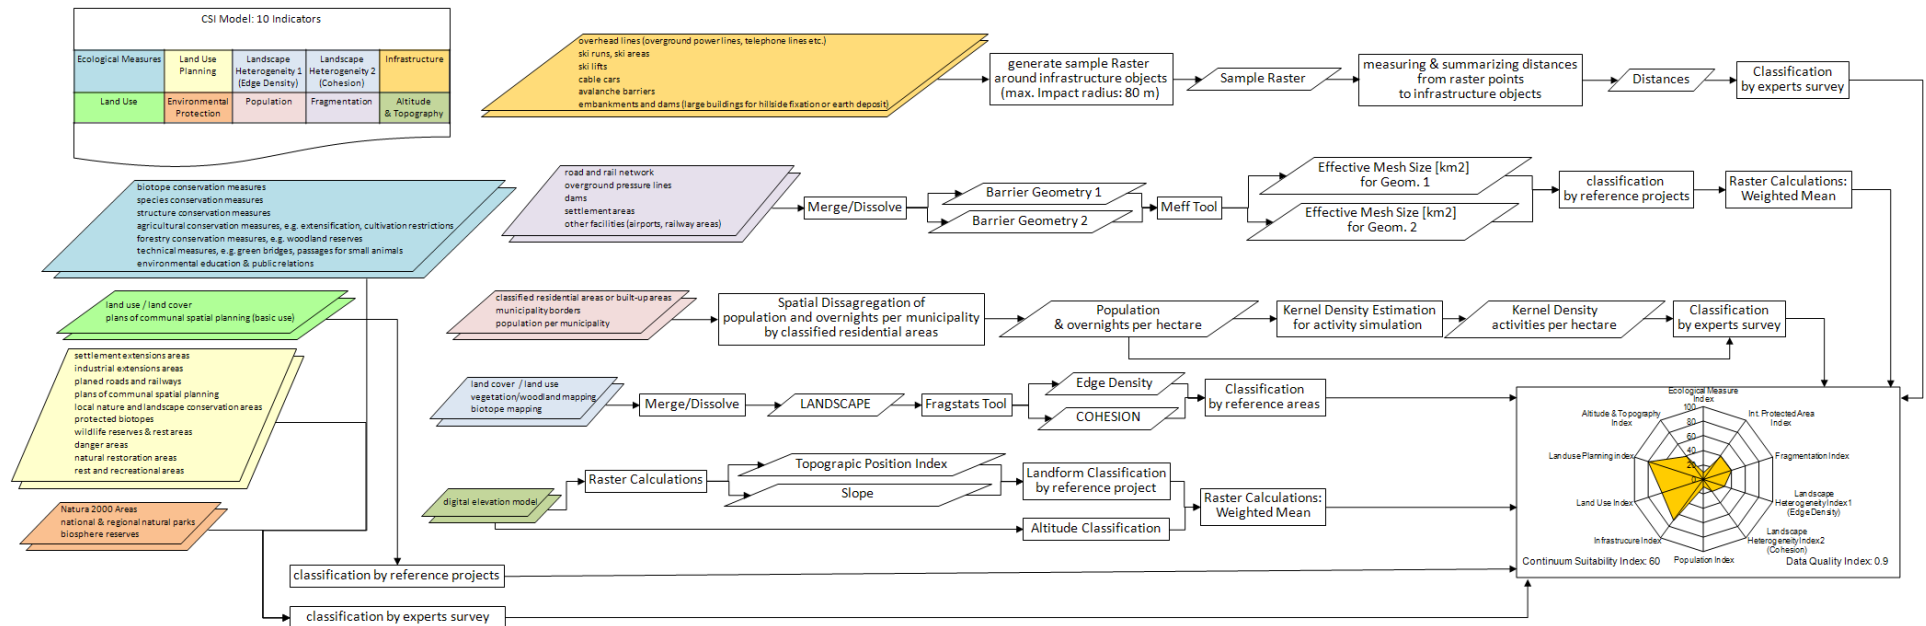 CSI Model: 10 Indicators
Ecological Measures
Land Use
Planning
Landscape
Heterogeneity 1
(Edge Density)
Landscape
Heterogeneity 2
(Cohesion)
Infrastructure
Land Use
Environmental
Protection
Population
Fragmentation
Altitude
& Topography
overhead lines (overground power lines, telephone lines etc.)
ski runs, ski areas
ski lifts
cable cars
avalanche barriers
embankments and dams (large buildings for hillside fixation or earth deposit)
generate sample Raster
around infrastructure objects
(max. Impact radius: 80 m)
Sample Raster
measuring & summarizing distances
from raster points
to infrastructure objects
Distances
Classification
by experts survey
biotope conservation measures
species conservation measures
structure conservation measures
agricultural conservation measures, e.g. extensification, cultivation restrictions
forestry conservation measures, e.g. woodland reserves
technical measures, e.g. green bridges, passages for small animals
environmental education & public relations
road and rail network
overground pressure lines
dams
settlement areas
other facilities (airports, railway areas)
Merge/Dissolve
Barrier Geometry 1
Barrier Geometry 2
Meff Tool
Effective Mesh Size [km2]
for Geom. 1
Effective Mesh Size [km2]
for Geom. 2
classification
by reference projects
Raster Calculations:
Weighted Mean
land use / land cover
plans of communal spatial planning (basic use)
classified residential areas or built-up areas
municipality borders
population per municipality
Spatial Dissagregation of
population and overnights per municipality
by classified residential areas
Population
& overnights per hectare
Kernel Density Estimation
for activity simulation
Kernel Density
activities per hectare
Classification
by experts survey
settlement extensions areas
industrial extensions areas
planed roads and railways
plans of communal spatial planning
local nature and landscape conservation areas
protected biotopes
wildlife reserves & rest areas
danger areas
natural restoration areas
rest and recreational areas
land cover / land use
vegetation/woodland mapping
biotope mapping
Merge/Dissolve
LANDSCAPE
Fragstats Tool
Edge Density
COHESION
Classification
by reference areas
digital elevation model
Raster Calculations
Topograpic Position Index
Slope
Landform Classification
by reference project
Altitude Classification
Raster Calculations:
Weighted Mean
Natura 2000 Areas
national & regional natural parks
biosphere reserves
classification by reference projects
classification by experts survey
Ecological Measure
Index
Int. Protected Area
Index
Fragmentation Index
Landscape
Heterogeneity Index 1
(Edge Density)
Landscape
Heterogeneity Index 2
(Cohesion)
Population Index
Infrastrucure Index
Land Use Index
Landuse Planning Index
Altitude & Topography
Index
100
80
60
40
20
Continuum Suitability Index: 60
Data Quality Index: 0.9